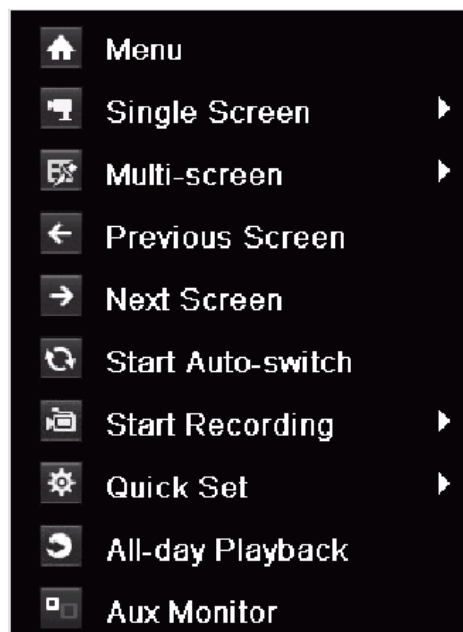 Menu
Single Screen
Multi-screen
Previous Screen
Next Screen
Start Auto-switch
Start Recording
Quick Set
All-day Playback
Aux Monitor